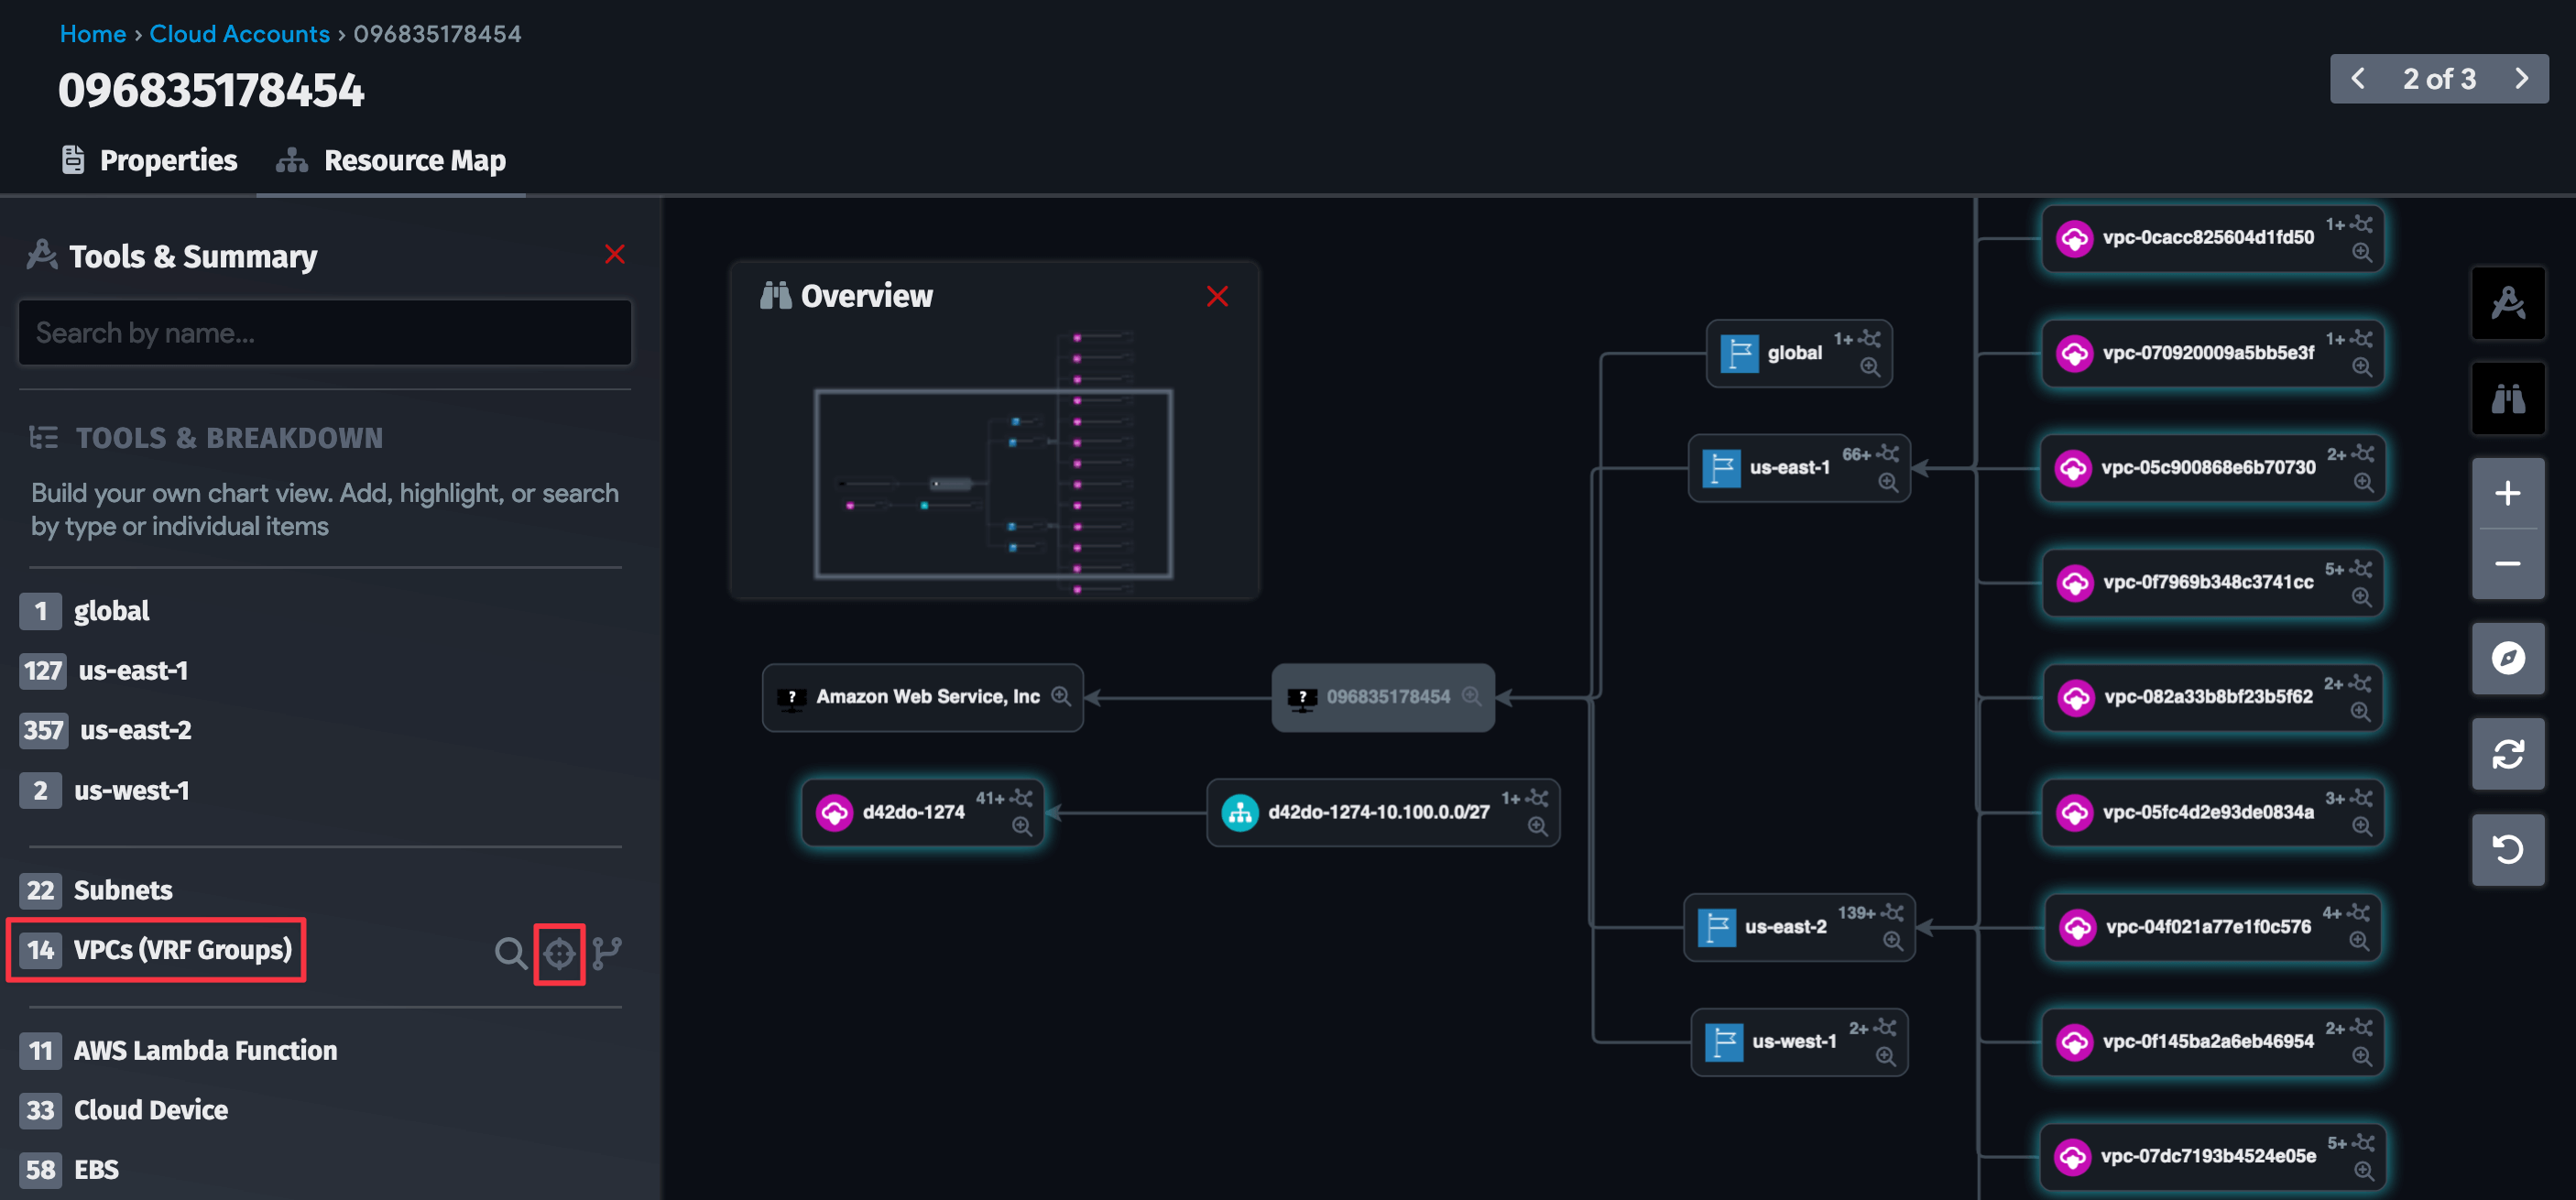 Home › Cloud Accounts › 096835178454
096835178454
2 of 3
Properties
Resource Map
Tools & Summary
Search by name...
TOOLS & BREAKDOWN
Build your own chart view. Add, highlight, or search
by type or individual items
1 global
127 us-east-1
357 us-east-2
2 us-west-1
22 Subnets
14 VPCs (VRF Groups)
11 AWS Lambda Function
33 Cloud Device
58 EBS
Overview
? Amazon Web Service, Inc
? 096835178454
d42do-1274 41+
d42do-1274-10.100.0.0/27 1+
global 1+
us-east-1 66+
us-east-2 139+
us-west-1 2+
vpc-0cacc825604d1fd50 1+
vpc-070920009a5bb5e3f 1+
vpc-05c900868e6b70730 2+
vpc-0f7969b348c3741cc 5+
vpc-082a33b8bf23b5f62 2+
vpc-05fc4d2e93de0834a 3+
vpc-04f021a77e1f0c576 4+
vpc-0f145ba2a6eb46954 2+
vpc-07dc7193b4524e05e 5+